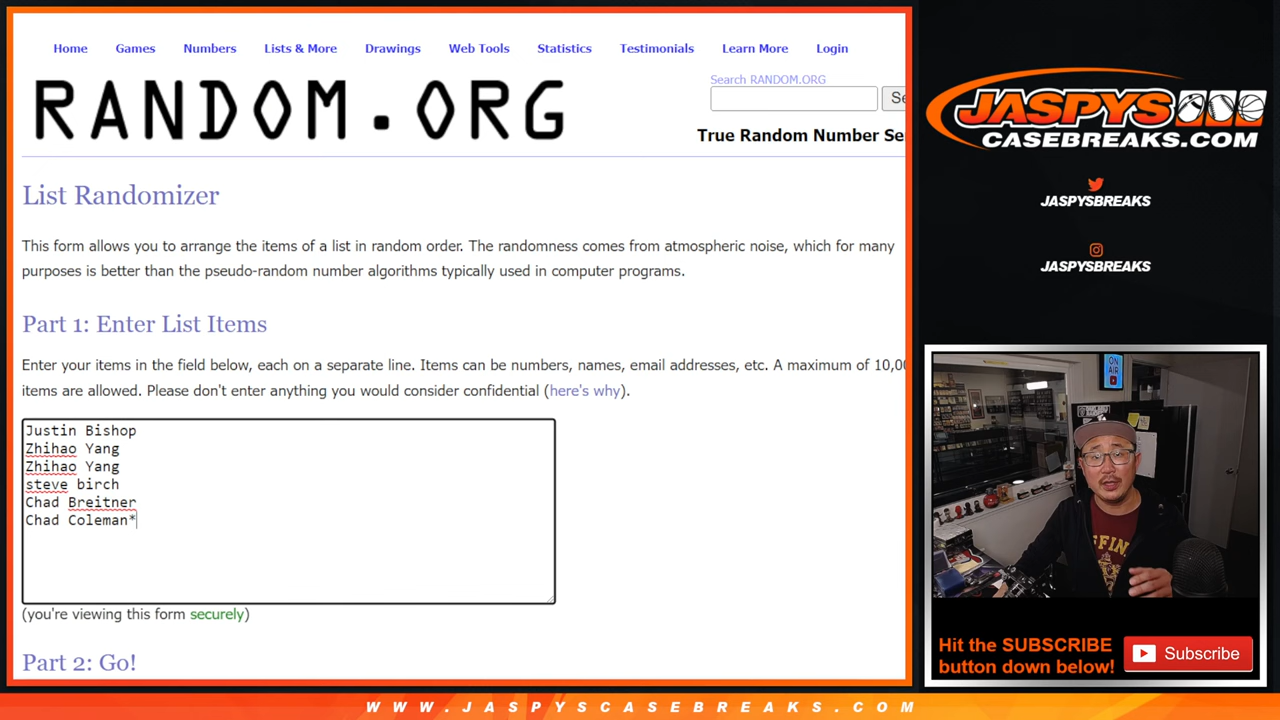 Home Games Numbers Lists & More Drawings Web Tools Statistics Testimonials Learn More Login
RANDOM.ORG
Search RANDOM.ORG
Se
True Random Number Se
List Randomizer
This form allows you to arrange the items of a list in random order. The randomness comes from atmospheric noise, which for many
purposes is better than the pseudo-random number algorithms typically used in computer programs.
Part 1: Enter List Items
Enter your items in the field below, each on a separate line. Items can be numbers, names, email addresses, etc. A maximum of 10,00
items are allowed. Please don't enter anything you would consider confidential (here's why).
Justin Bishop
Zhihao Yang
Zhihao Yang
steve birch
Chad Breitner
Chad Coleman*
(you're viewing this form securely)
Part 2: Go!
JASPYS
CASEBREAKS.COM
JASPYSBREAKS
JASPYSBREAKS
ON
AIR
Hit the SUBSCRIBE
button down below!
Subscribe
WWW.JASPYSCASEBREAKS.COM